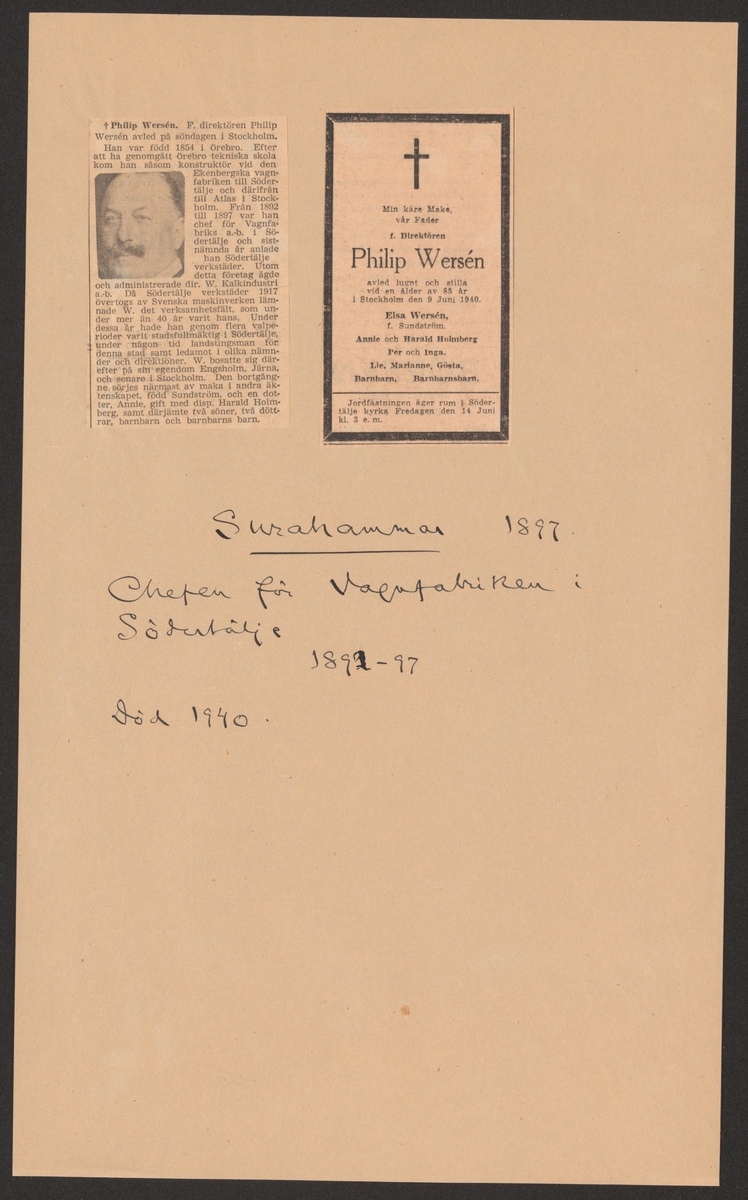 † Philip Wersén. F. direktören Philip
Wersén avled på söndagen i Stockholm.
Han var född 1854 i Örebro. Efter
att ha genomgått Örebro tekniska skola
kom han såsom konstruktör vid den
Ekenbergska vagn-
fabriken till Söder-
tälje och därifrån
till Atlas i Stock-
holm. Från 1892
till 1897 var han
chef för Vagnfa-
briks a.-b. i Sö-
dertälje och sist-
nämnda år anlade
han Södertälje
verkstäder. Utom
detta företag ägde
och administrerade dir. W. Kalkindustri
a.-b. Då Södertälje verkstäder 1917
övertogs av Svenska maskinverken läm-
nade W. det verksamhetsfält, som un-
der mer än 40 år varit hans. Under
dessa år hade han genom flera valpe-
rioder varit stadsfullmäktig i Södertälje,
under någon tid landstingsman för
denna stad samt ledamot i olika nämn-
der och direktioner. W. bosatte sig där-
efter på sin egendom Engsholm, Järna,
och senare i Stockholm. Den bortgång-
ne sörjes närmast av maka i andra äk-
tenskapet, född Sundström, och en dot-
ter, Annie, gift med disp. Harald Holm-
berg, samt därjämte två söner, två dött-
rar, barnbarn och barnbarns barn.
Min käre Make,
vår Fader
f. Direktören
Philip Wersén
avled lugnt och stilla
vid en ålder av 85 år
i Stockholm den 9 Juni 1940.
Elsa Wersén,
f. Sundström.
Annie och Harald Holmberg
Per och Inga.
Lie, Marianne, Gösta,
Barnbarn, Barnbarnsbarn.
Jordfästningen äger rum i Söder-
tälje kyrka Fredagen den 14 Juni
kl. 3 e. m.
Surahammar 1897.
Chefen för Vagnfabriken i
Södertälje
1892-97
Död 1940.